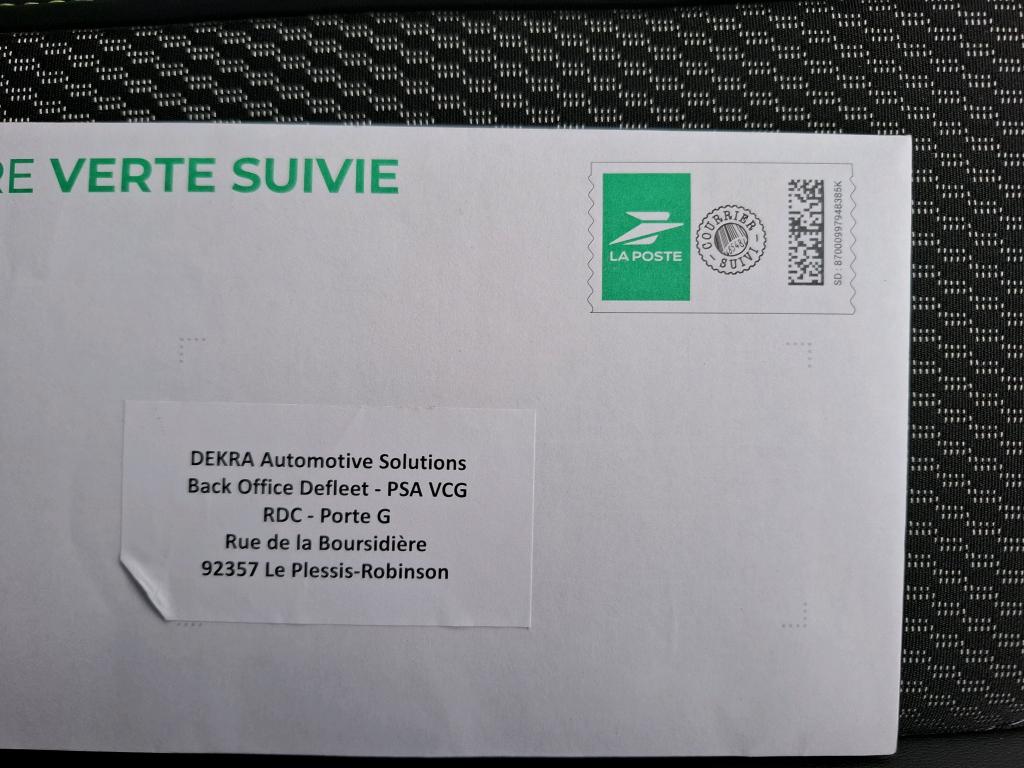 RE VERTE SUIVIE
LA POSTE
COURRIER
SUIVI
SD : 87000997948385K
DEKRA Automotive Solutions
Back Office Defleet - PSA VCG
RDC - Porte G
Rue de la Boursidière
92357 Le Plessis-Robinson